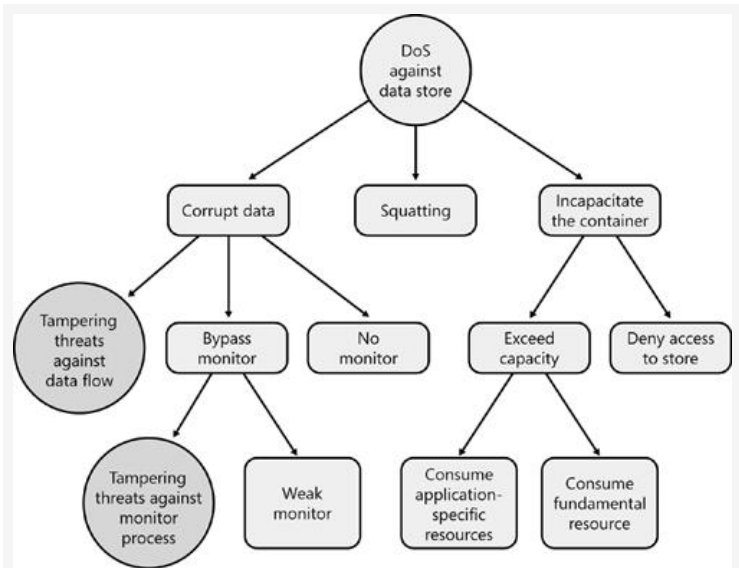 DoS
against
data store
Corrupt data
Squatting
Incapacitate
the container
Tampering
threats
against
data flow
Bypass
monitor
No
monitor
Exceed
capacity
Deny access
to store
Tampering
threats against
monitor
process
Weak
monitor
Consume
application-
specific
resources
Consume
fundamental
resource